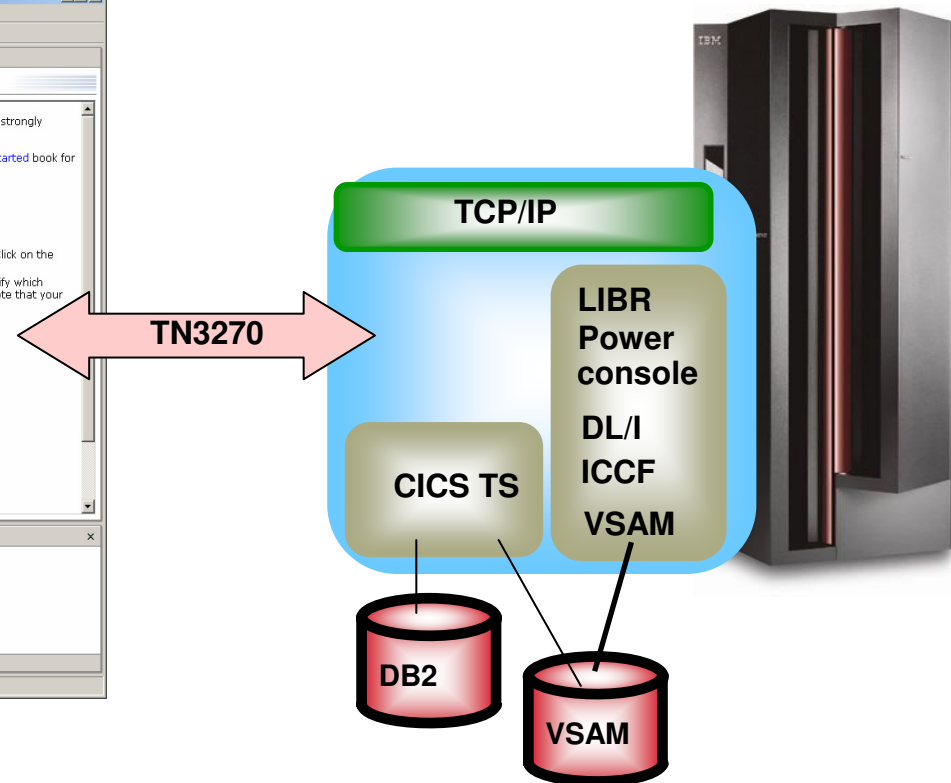 IBM
strongly
tarted book for
lick on the
ify which
te that your
TCP/IP
TN3270
LIBR
Power
console
DL/I
ICCF
VSAM
CICS TS
DB2
VSAM